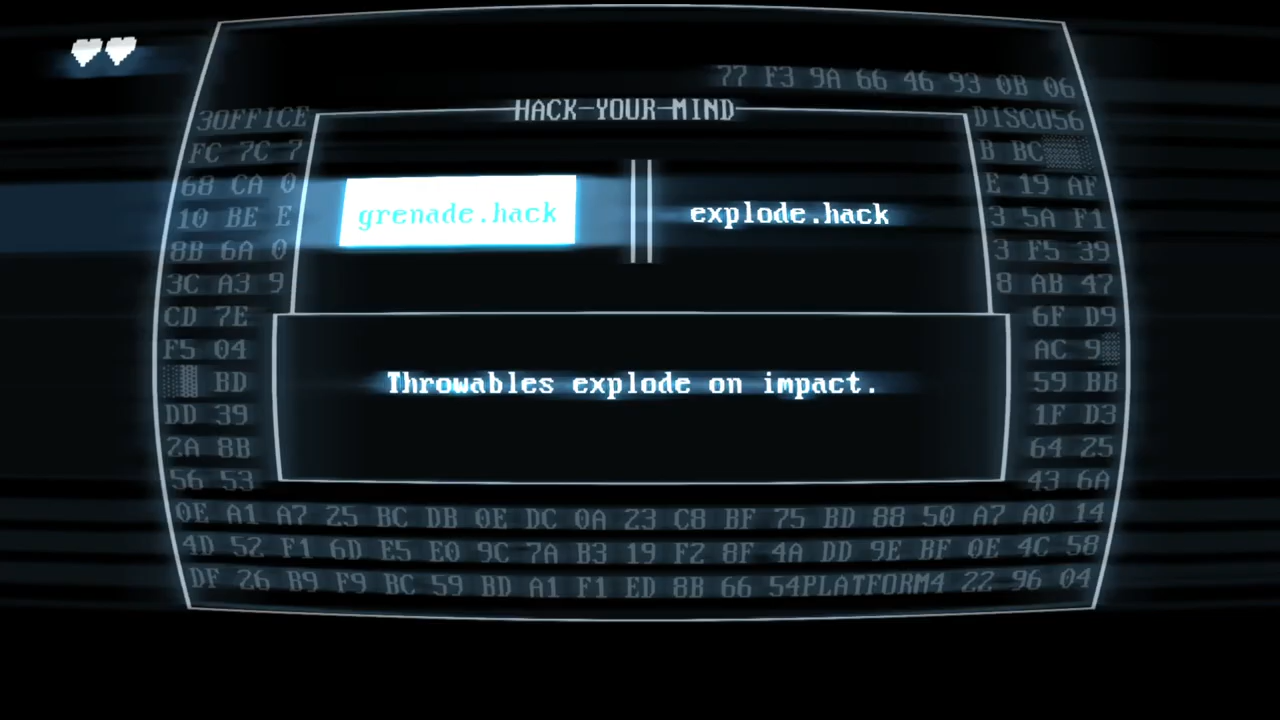 77 F3 9A 66 46 93 0B 06
HACK-YOUR-MIND
3OFFICE
DISCO56
FC 7C 7
B BC
68 CA 0
E 19 AF
grenade.hack
explode.hack
10 BE E
3 5A F1
8B 6A 0
3 F5 39
3C A3 9
8 AB 47
CD 7E
6F D9
F5 04
AC 9
BD
59 BB
Throwables explode on impact.
DD 39
1F D3
2A 8B
64 25
56 53
43 6A
0E A1 A7 25 BC DB 0E DC 0A 23 C8 BF 75 BD 88 50 A7 A0 14
4D 52 F1 6D E5 E0 9C 7A B3 19 F2 8F 4A DD 9E BF 0E 4C 58
DF 26 B9 F9 BC 59 BD A1 F1 ED 8B 66 54PLATFORM4 22 96 04